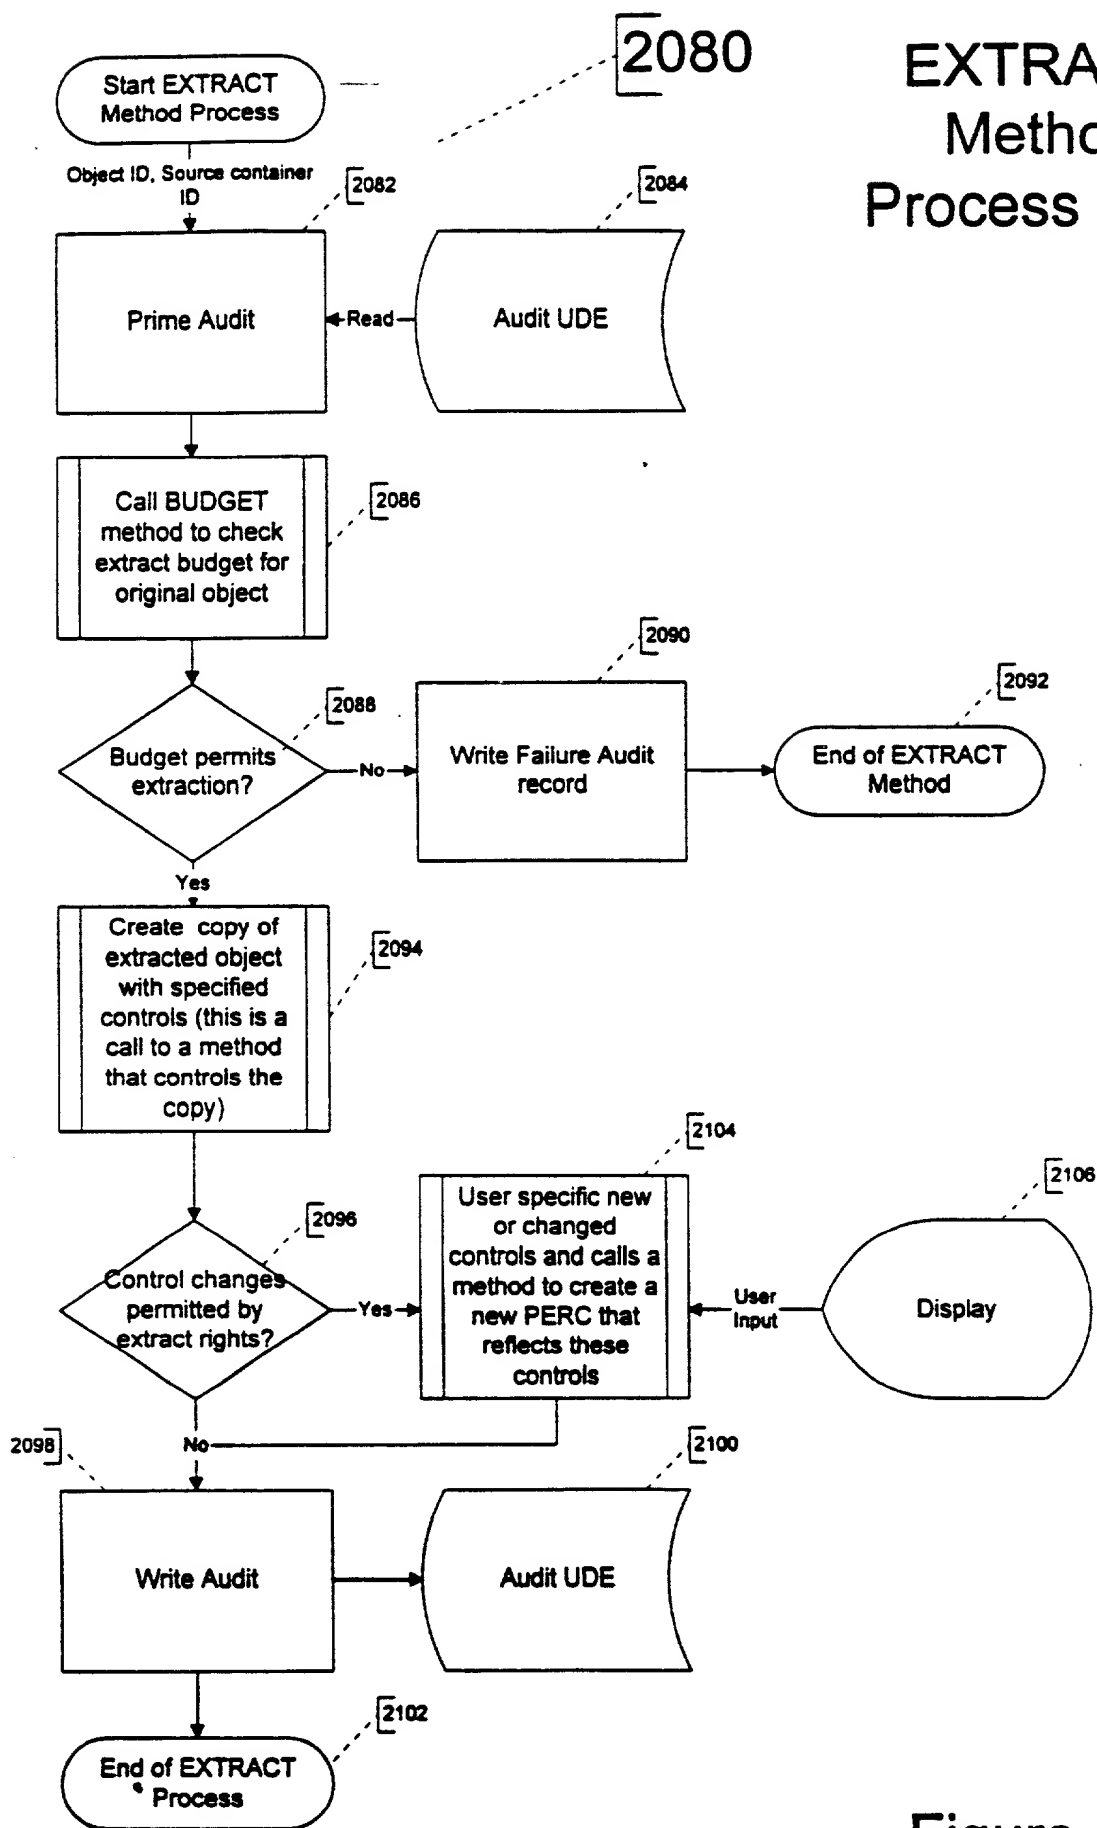 2080
EXTRA
Metho
Process
Start EXTRACT
Method Process
Object ID, Source container
ID
2082
2084
Prime Audit
Read
Audit UDE
Call BUDGET
method to check
extract budget for
original object
2086
2090
2092
2088
Budget permits
extraction?
No
Write Failure Audit
record
End of EXTRACT
Method
Yes
Create copy of
extracted object
with specified
controls (this is a
call to a method
that controls the
copy)
2094
2104
2106
2096
Control changes
permitted by
extract rights?
Yes
User specific new
or changed
controls and calls a
method to create a
new PERC that
reflects these
controls
User
Input
Display
2098
No
2100
Write Audit
Audit UDE
2102
End of EXTRACT
Process
Figure